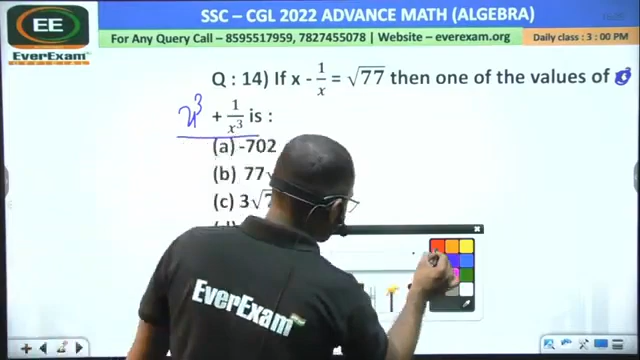 SSC – CGL 2022 ADVANCE MATH (ALGEBRA)
EE
EverExam
For Any Query Call – 8595517959, 7827455078 | Website – everexam.org
Daily class : 3 : 00 PM
Q : 14) If x - 1/x = √77 then one of the values of
x³ + 1/x³ is :
(a) -702
(b) 77
(c) 3√7
EverExam